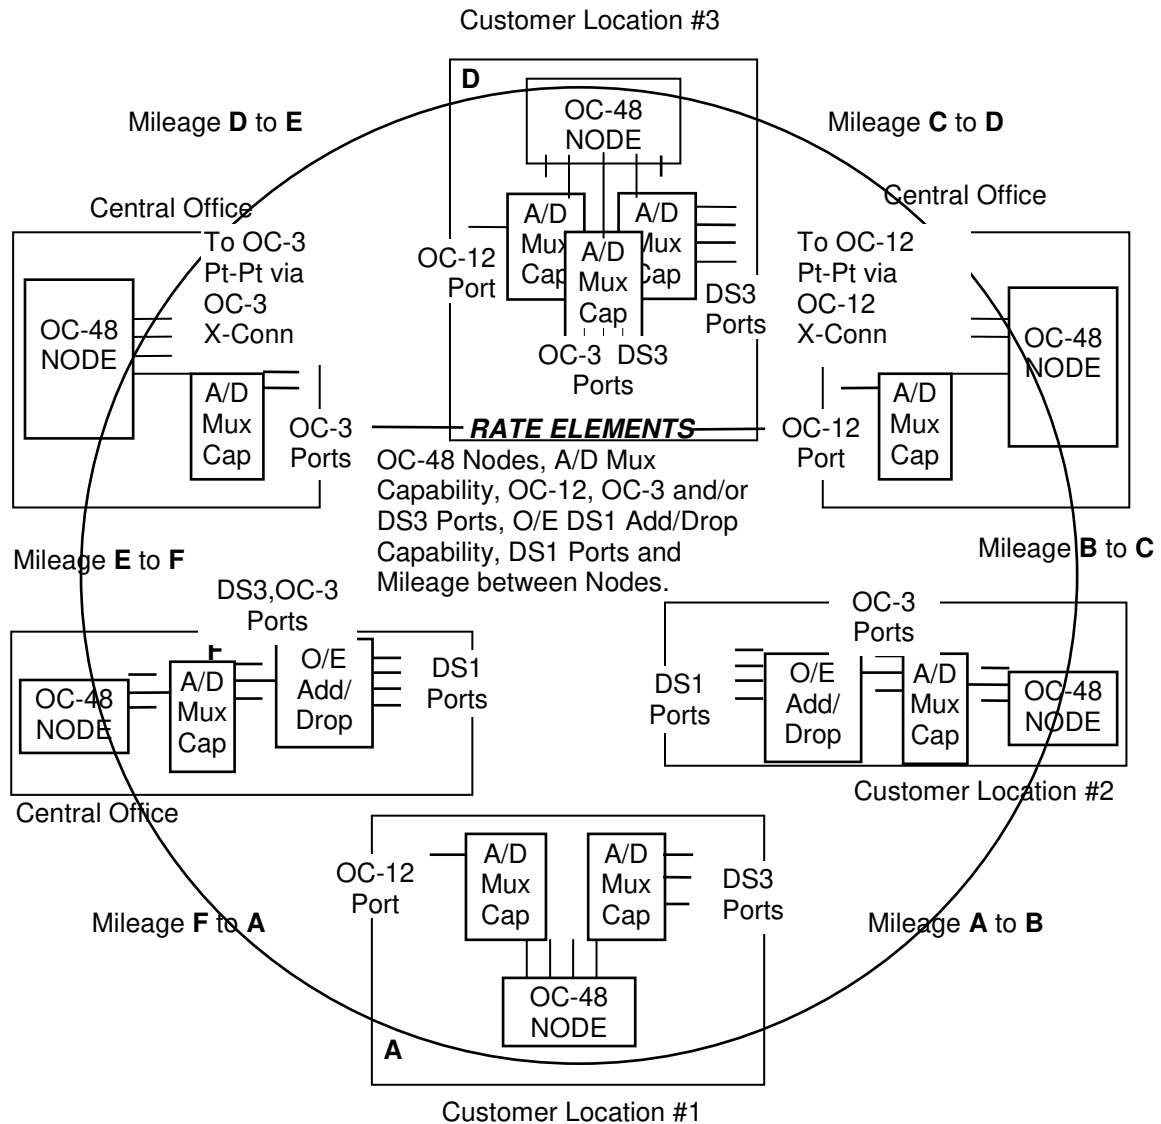 Customer Location #3
D
OC-48
NODE
Mileage D to E
Mileage C to D
Central Office
Central Office
A/D
Mux
Cap
A/D
Mux
Cap
A/D
Mux
Cap
OC-12
Port
DS3
Ports
OC-3 DS3
Ports
To OC-3
Pt-Pt via
OC-3
X-Conn
OC-48
NODE
A/D
Mux
Cap
OC-3
Ports
To OC-12
Pt-Pt via
OC-12
X-Conn
OC-48
NODE
A/D
Mux
Cap
OC-12
Port
RATE ELEMENTS
OC-48 Nodes, A/D Mux
Capability, OC-12, OC-3 and/or
DS3 Ports, O/E DS1 Add/Drop
Capability, DS1 Ports and
Mileage between Nodes.
Mileage E to F
Mileage B to C
DS3,OC-3
Ports
F
OC-48
NODE
A/D
Mux
Cap
O/E
Add/
Drop
DS1
Ports
Central Office
OC-3
Ports
DS1
Ports
O/E
Add/
Drop
A/D
Mux
Cap
OC-48
NODE
Customer Location #2
OC-12
Port
A/D
Mux
Cap
A/D
Mux
Cap
DS3
Ports
Mileage F to A
Mileage A to B
OC-48
NODE
A
Customer Location #1